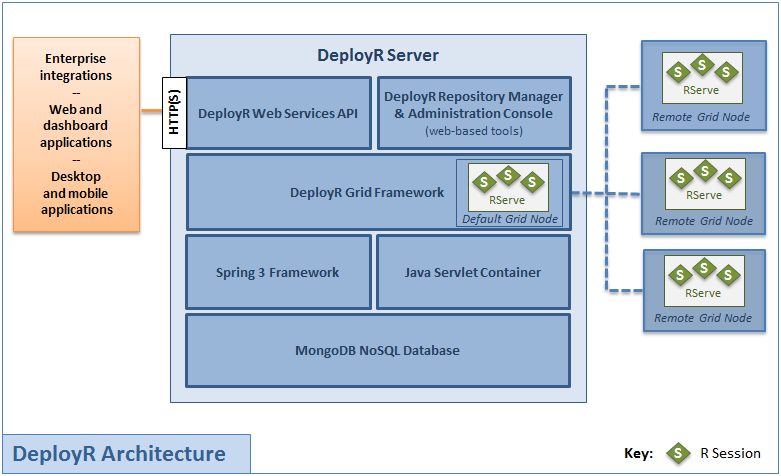 Enterprise
integrations
--
Web and
dashboard
applications
--
Desktop
and mobile
applications
HTTP(S)
DeployR Server
DeployR Web Services API
DeployR Repository Manager
& Administration Console
(web-based tools)
DeployR Grid Framework
S S S
RServe
Default Grid Node
Spring 3 Framework
Java Servlet Container
MongoDB NoSQL Database
S S S
RServe
Remote Grid Node
S S S
RServe
Remote Grid Node
S S S
RServe
Remote Grid Node
DeployR Architecture
Key: S R Session